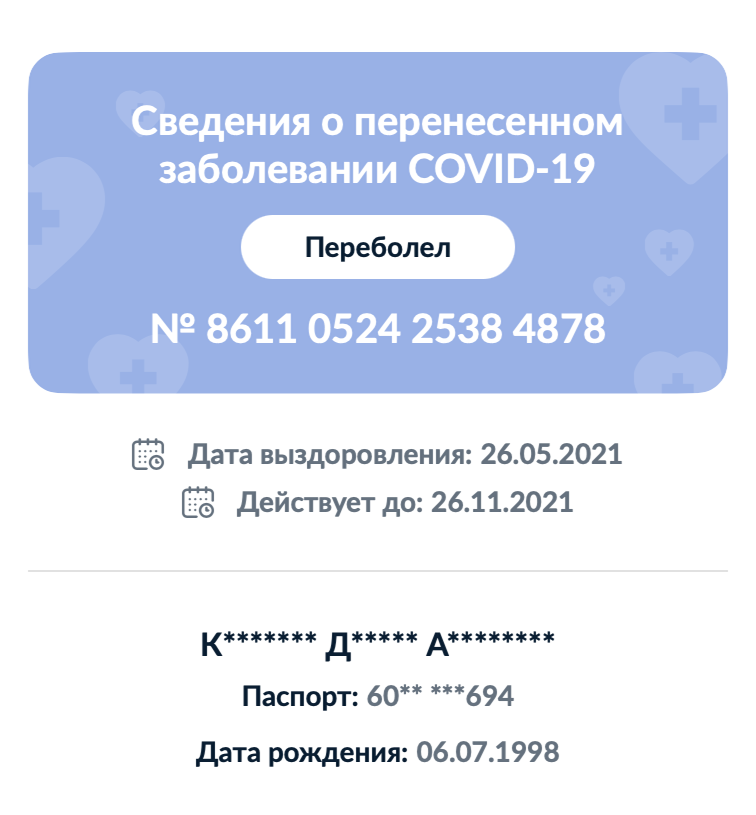 Сведения о перенесенном
заболевании COVID-19
Переболел
№ 8611 0524 2538 4878
Дата выздоровления: 26.05.2021
Действует до: 26.11.2021
К******* Д***** А********
Паспорт: 60** ***694
Дата рождения: 06.07.1998